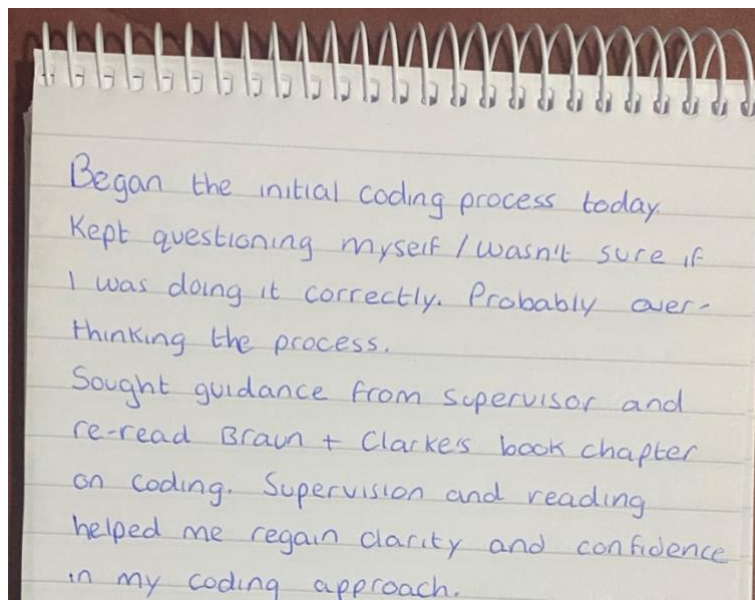 Began the initial coding process today.
Kept questioning myself / wasn't sure if
I was doing it correctly. Probably over-
thinking the process.
Sought guidance from supervisor and
re-read Braun + Clarke's book chapter
on coding. Supervision and reading
helped me regain clarity and confidence
in my coding approach.